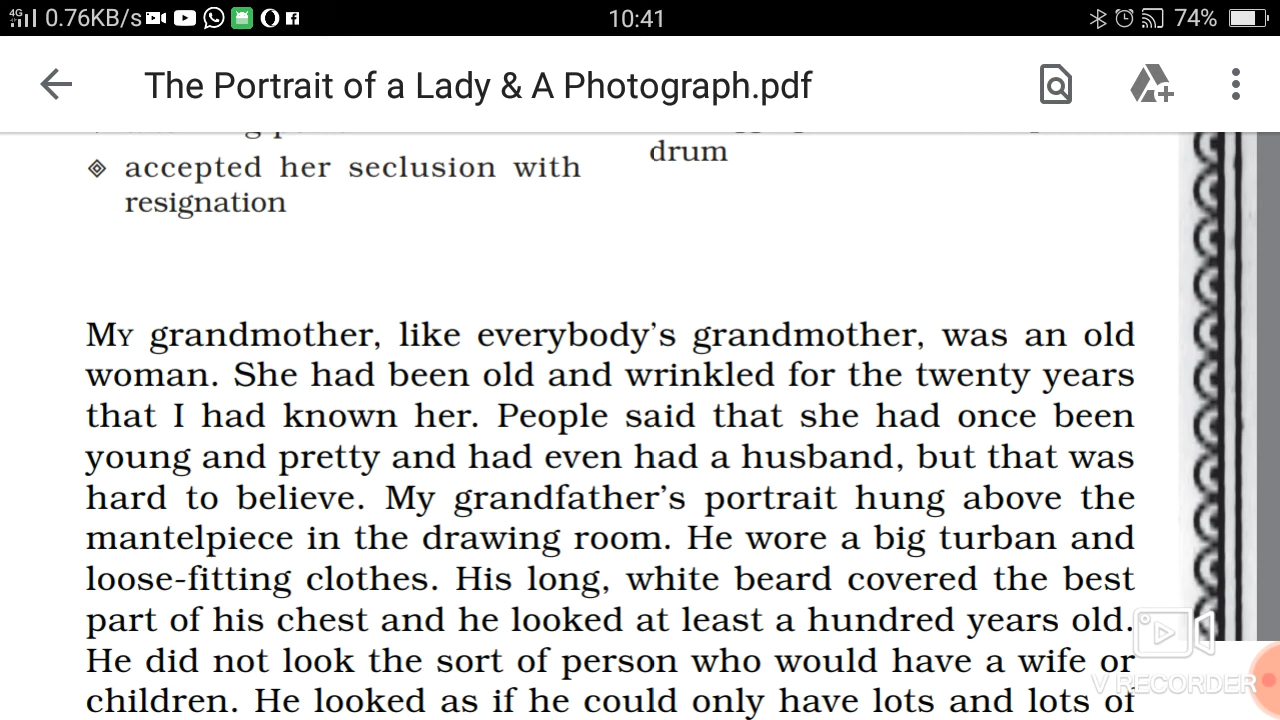 4G 0.76KB/s 10:41 74%
The Portrait of a Lady & A Photograph.pdf
drum
accepted her seclusion with
resignation
My grandmother, like everybody's grandmother, was an old
woman. She had been old and wrinkled for the twenty years
that I had known her. People said that she had once been
young and pretty and had even had a husband, but that was
hard to believe. My grandfather's portrait hung above the
mantelpiece in the drawing room. He wore a big turban and
loose-fitting clothes. His long, white beard covered the best
part of his chest and he looked at least a hundred years old.
He did not look the sort of person who would have a wife or
children. He looked as if he could only have lots and lots of
V RECORDER